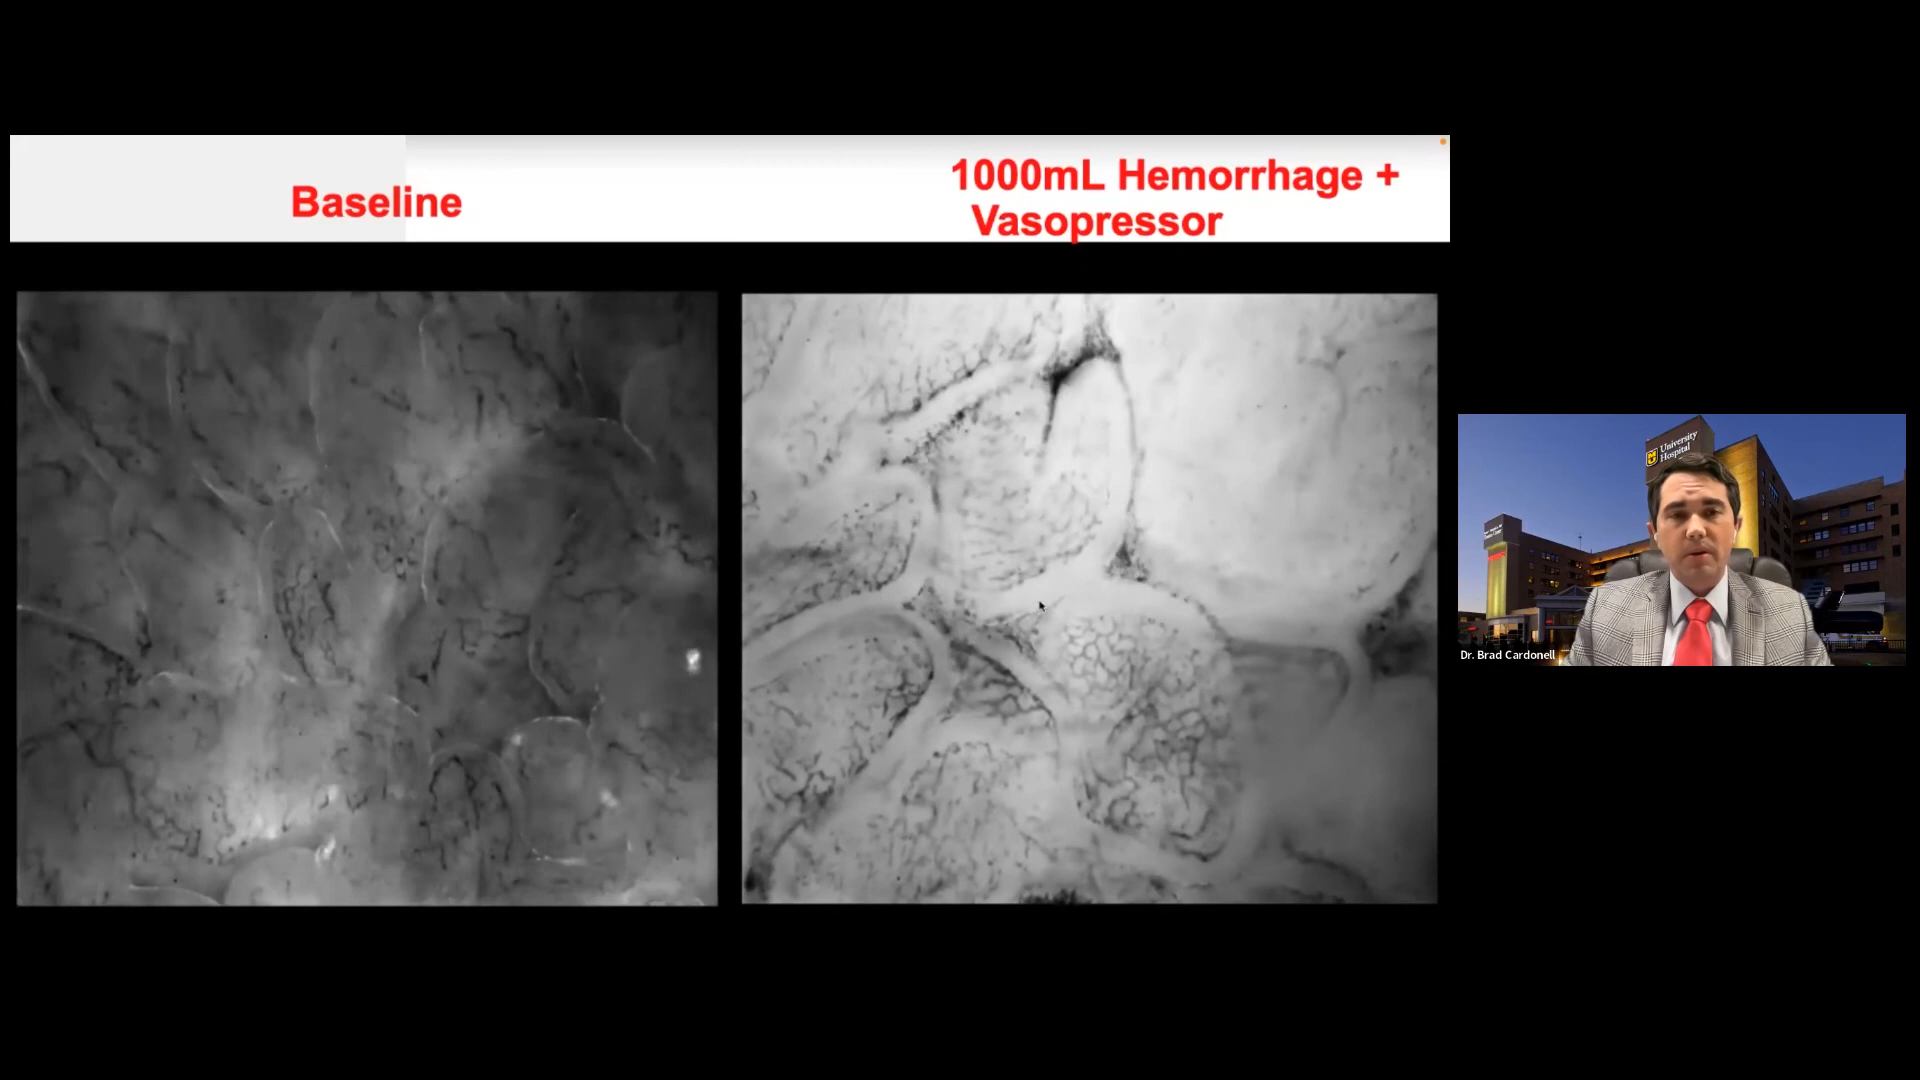 Baseline
1000mL Hemorrhage +
Vasopressor
University
Hospital
Dr. Brad Cardonell